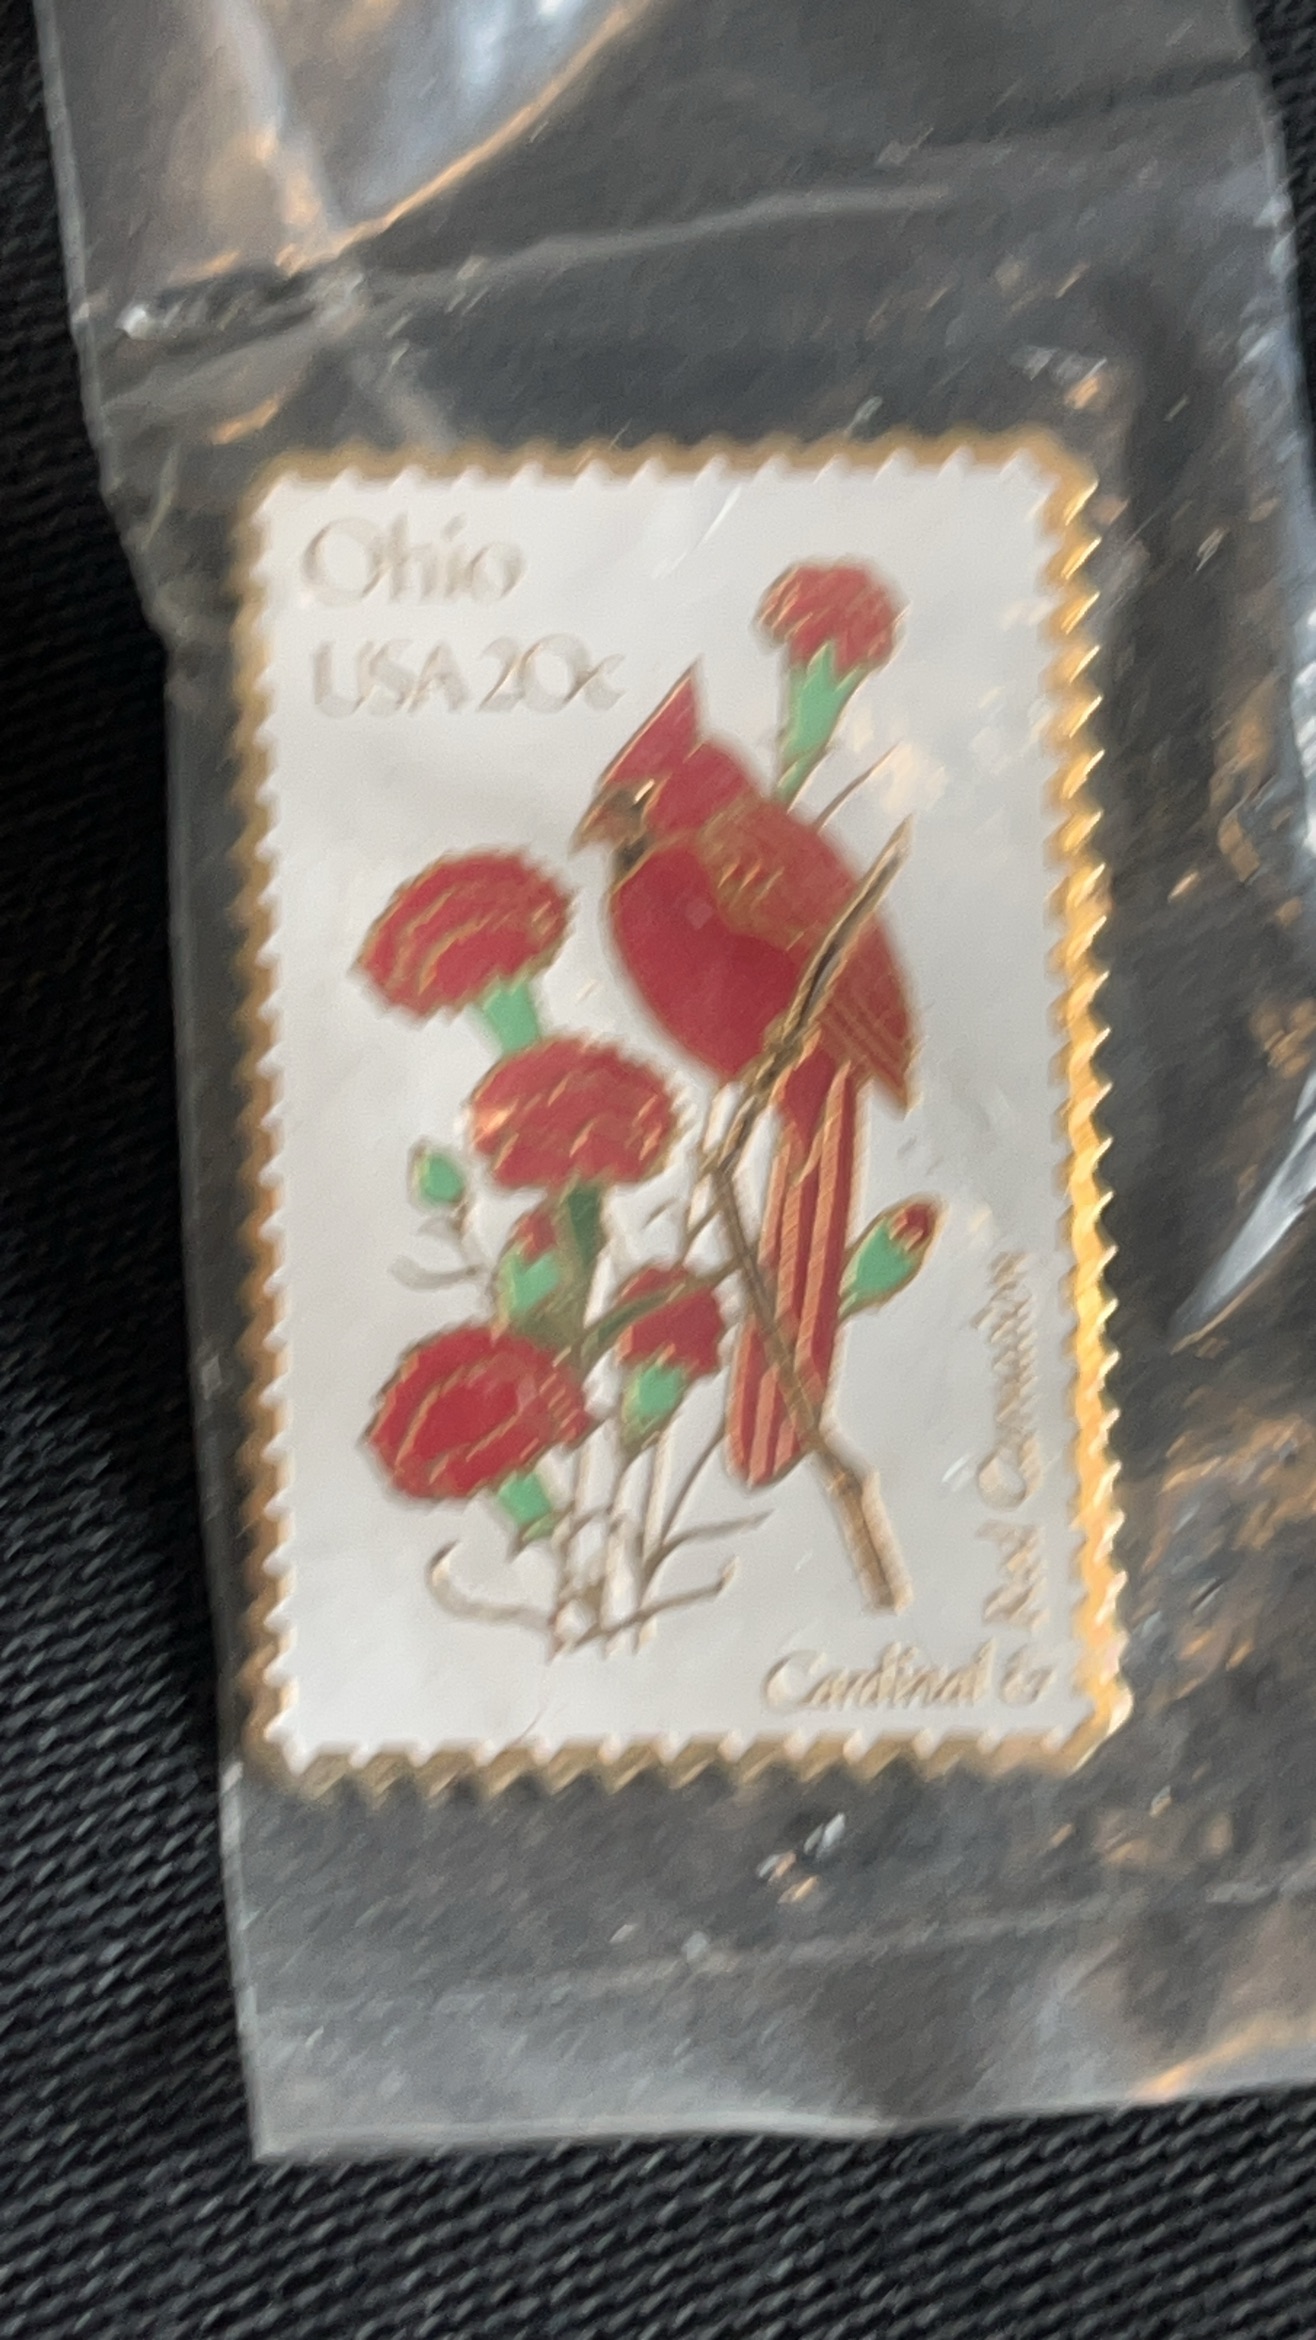 Ohio
USA 20c
Cardinal &
Red Carnation